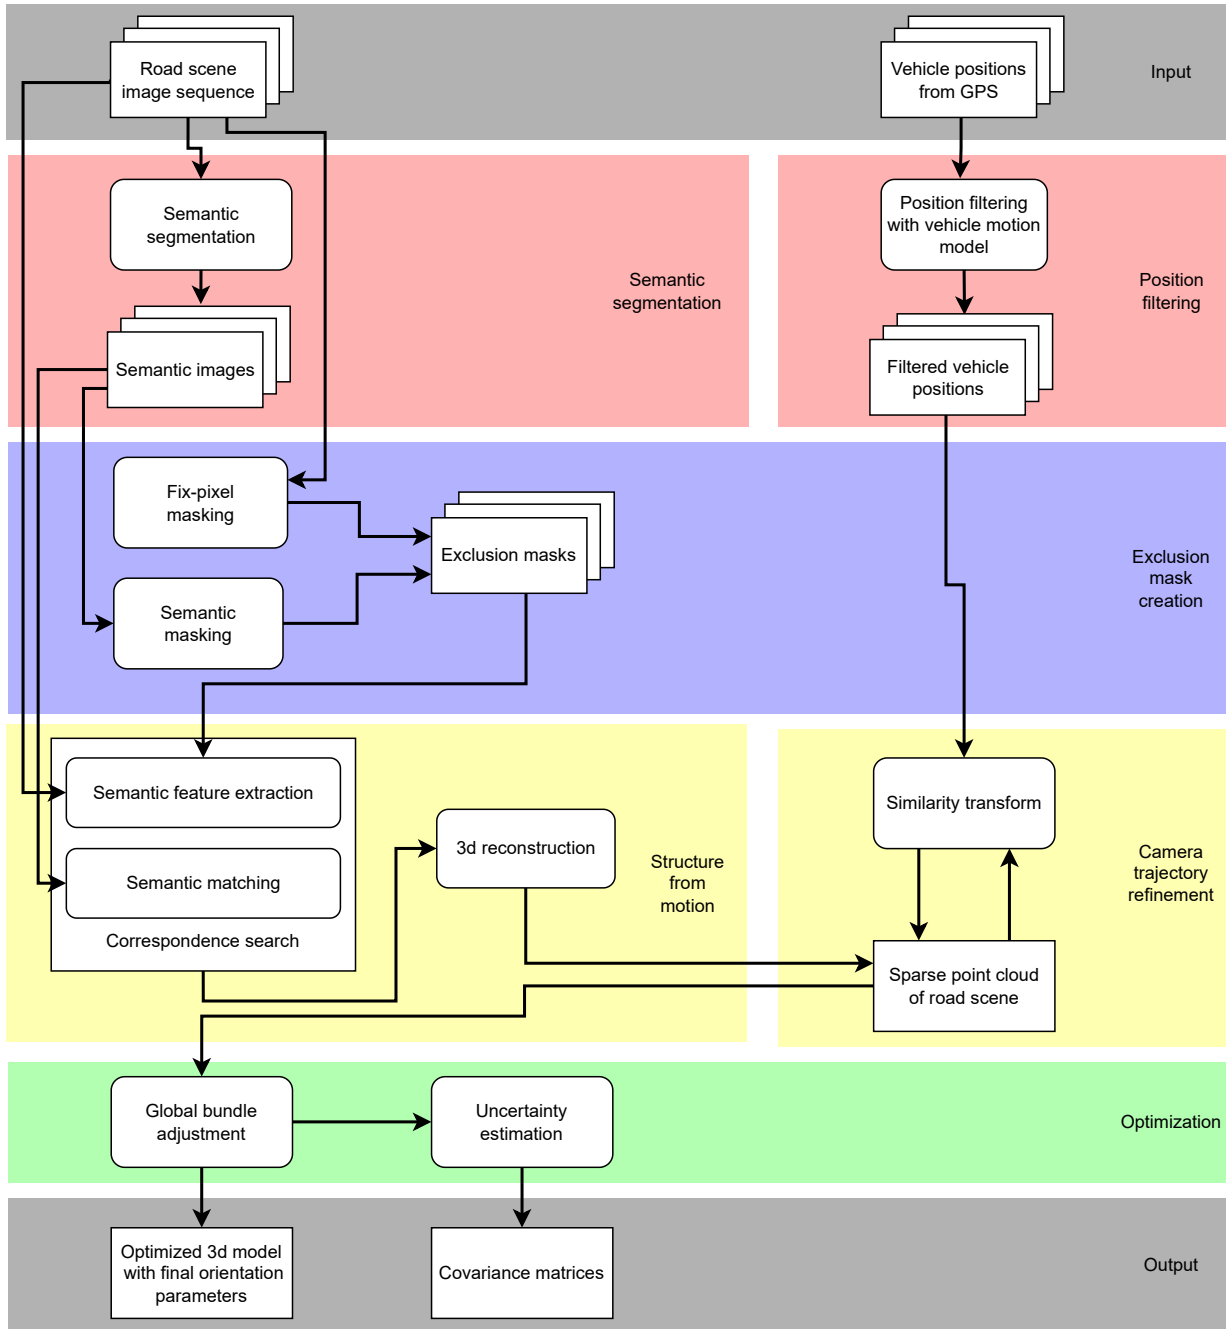 Road scene
image sequence
Vehicle positions
from GPS
Input
Semantic
segmentation
Semantic
segmentation
Position filtering
with vehicle motion
model
Position
filtering
Semantic images
Filtered vehicle
positions
Fix-pixel
masking
Exclusion masks
Exclusion
mask
creation
Semantic
masking
Semantic feature extraction
Semantic matching
Correspondence search
3d reconstruction
Structure
from
motion
Similarity transform
Camera
trajectory
refinement
Sparse point cloud
of road scene
Global bundle
adjustment
Uncertainty
estimation
Optimization
Optimized 3d model
with final orientation
parameters
Covariance matrices
Output